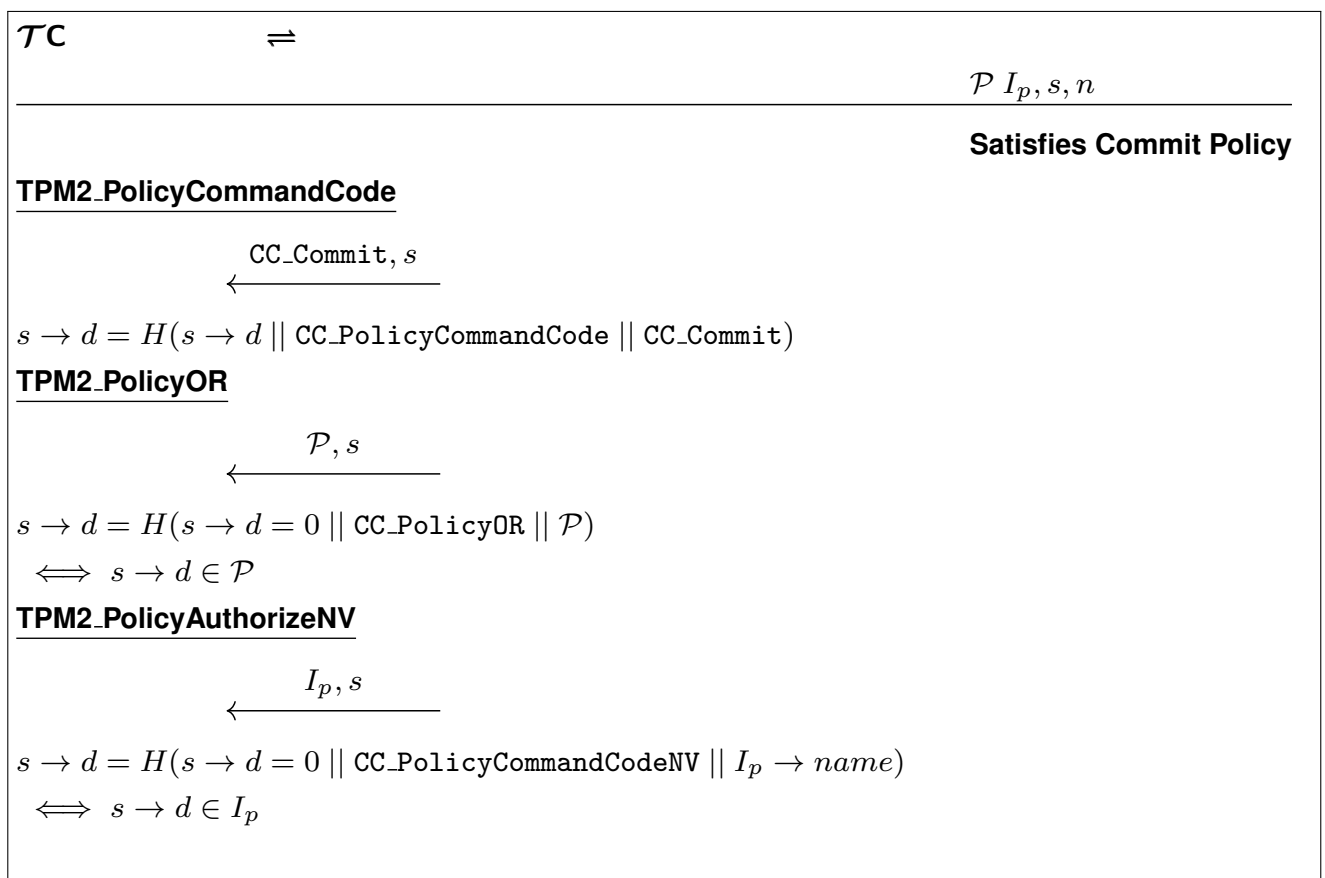 𝒯C ⇌
𝒫 I_p, s, n
Satisfies Commit Policy
TPM2_PolicyCommandCode
CC_Commit, s
s → d = H(s → d || CC_PolicyCommandCode || CC_Commit)
TPM2_PolicyOR
𝒫, s
s → d = H(s → d = 0 || CC_PolicyOR || 𝒫)
⟺ s → d ∈ 𝒫
TPM2_PolicyAuthorizeNV
I_p, s
s → d = H(s → d = 0 || CC_PolicyCommandCodeNV || I_p → name)
⟺ s → d ∈ I_p